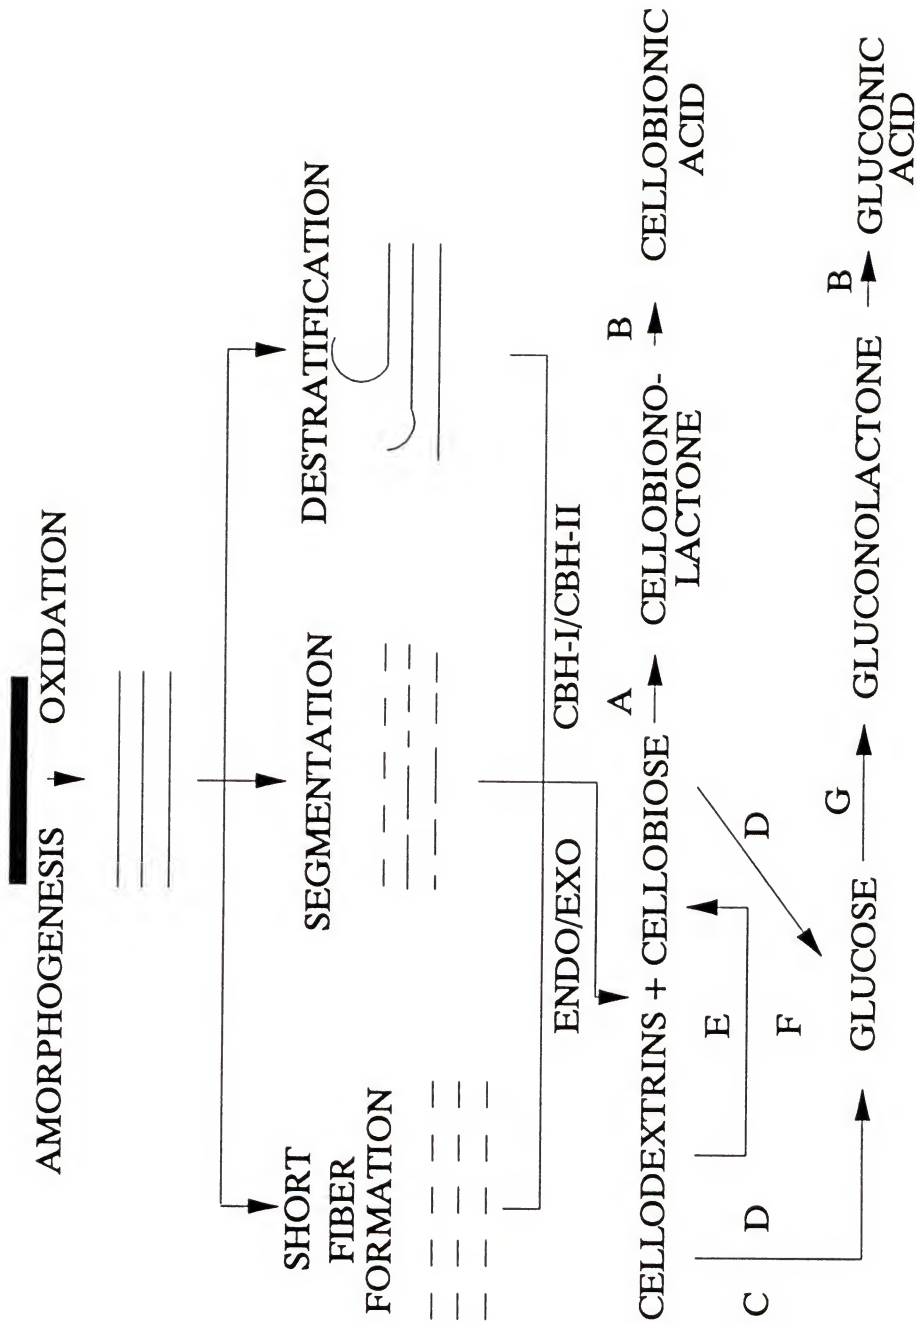 AMORPHOGENESIS OXIDATION
SHORT
FIBER
FORMATION
SEGMENTATION
DESTRATIFICATION
ENDO/EXO CBH-I/CBH-II
CELLODEXTRINS + CELLOBIOSE
A
CELLOBIONO-
LACTONE
B
CELLOBIONIC
ACID
E
D
C
D
F
GLUCOSE
G
GLUCONOLACTONE
B
GLUCONIC
ACID